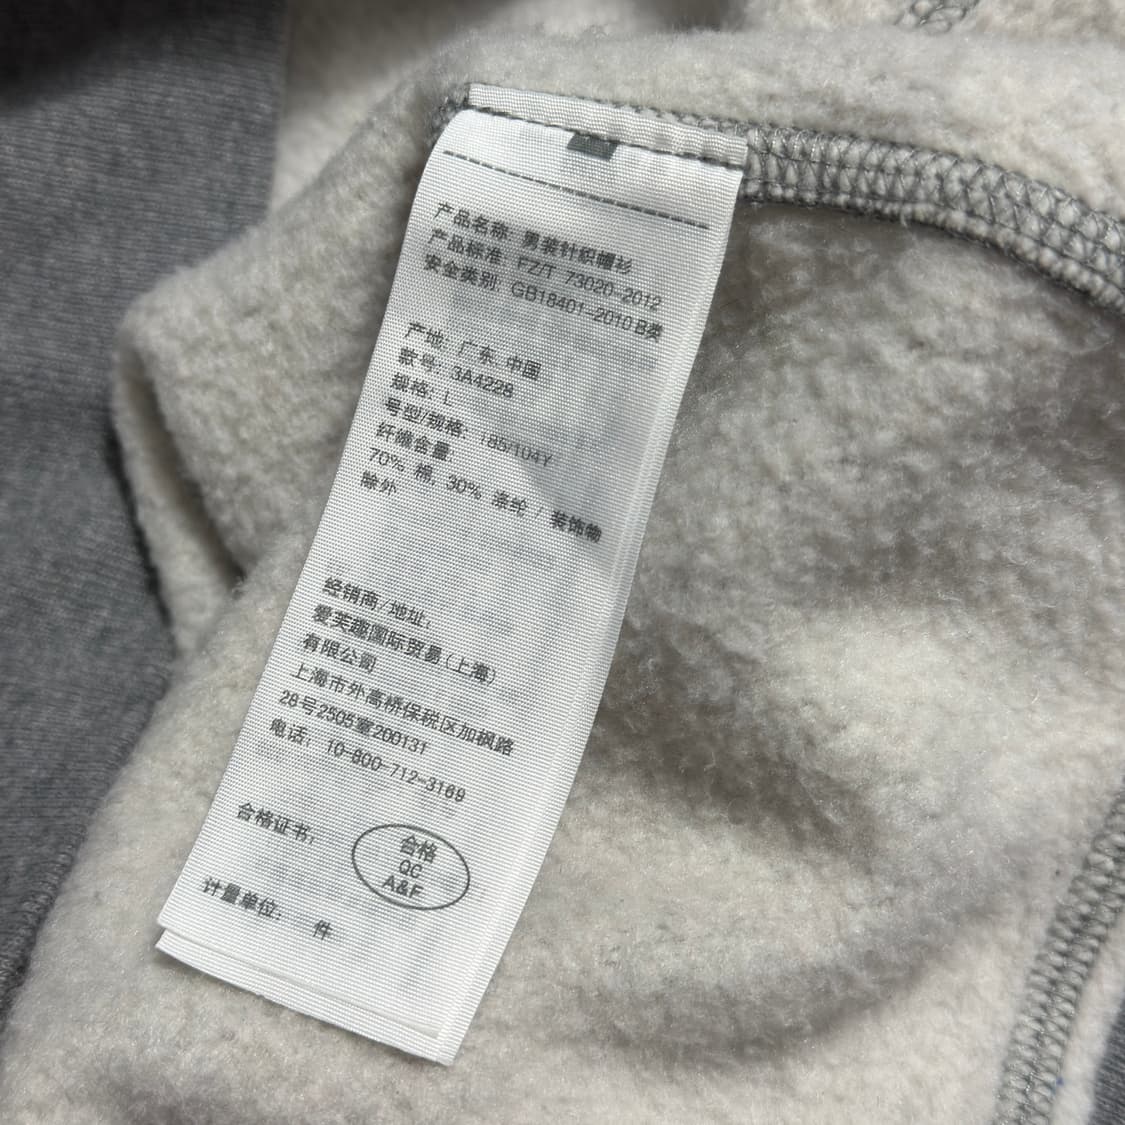 产品名称: 男装针织帽衫
产品标准: FZ/T 73020-2012
安全类别: GB18401-2010 B类
产地: 广东, 中国
款号: 3A4228
规格: L
号型/规格: 185/104Y
纤维含量:
70% 棉, 30% 涤纶 / 装饰物
除外
经销商/地址:
爱芙趣国际贸易(上海)
有限公司
上海市外高桥保税区加枫路
28号2505室200131
电话: 10-800-712-3169
合格证书:
合格
QC
A&F
计量单位: 件